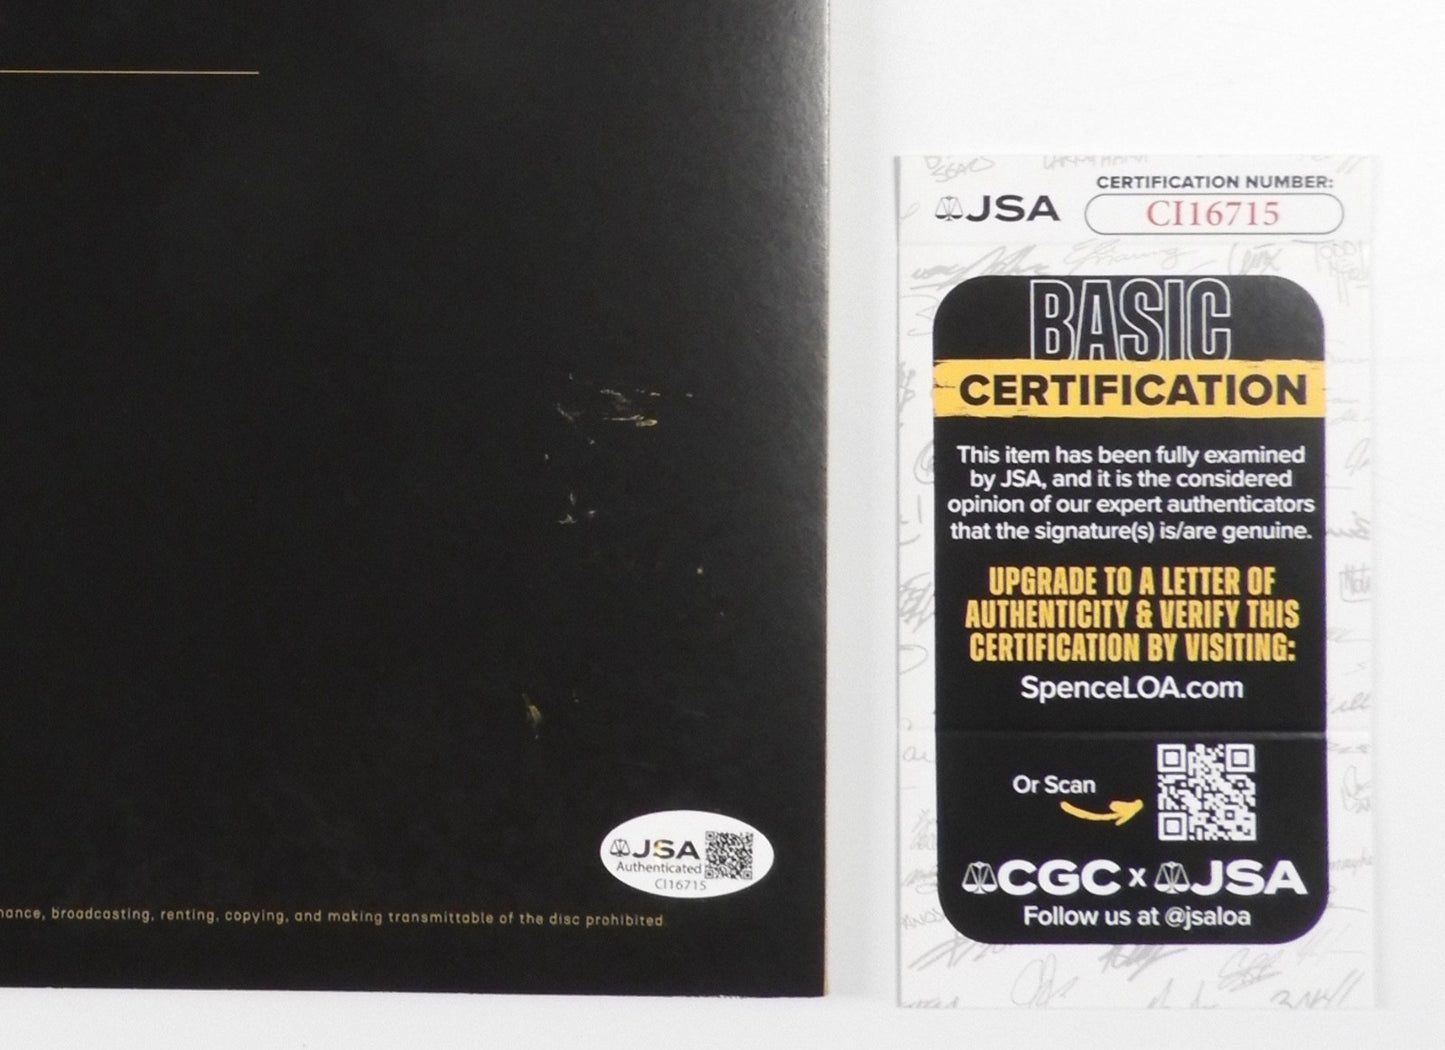 JSA
CERTIFICATION NUMBER:
CI16715
BASIC
CERTIFICATION
This item has been fully examined
by JSA, and it is the considered
opinion of our expert authenticators
that the signature(s) is/are genuine.
UPGRADE TO A LETTER OF
AUTHENTICITY & VERIFY THIS
CERTIFICATION BY VISITING:
SpenceLOA.com
Or Scan
CGC x JSA
Follow us at @jsaloa
JSA
Authenticated
CI16715
broadcasting, renting, copying, and making transmittable of the disc prohibited